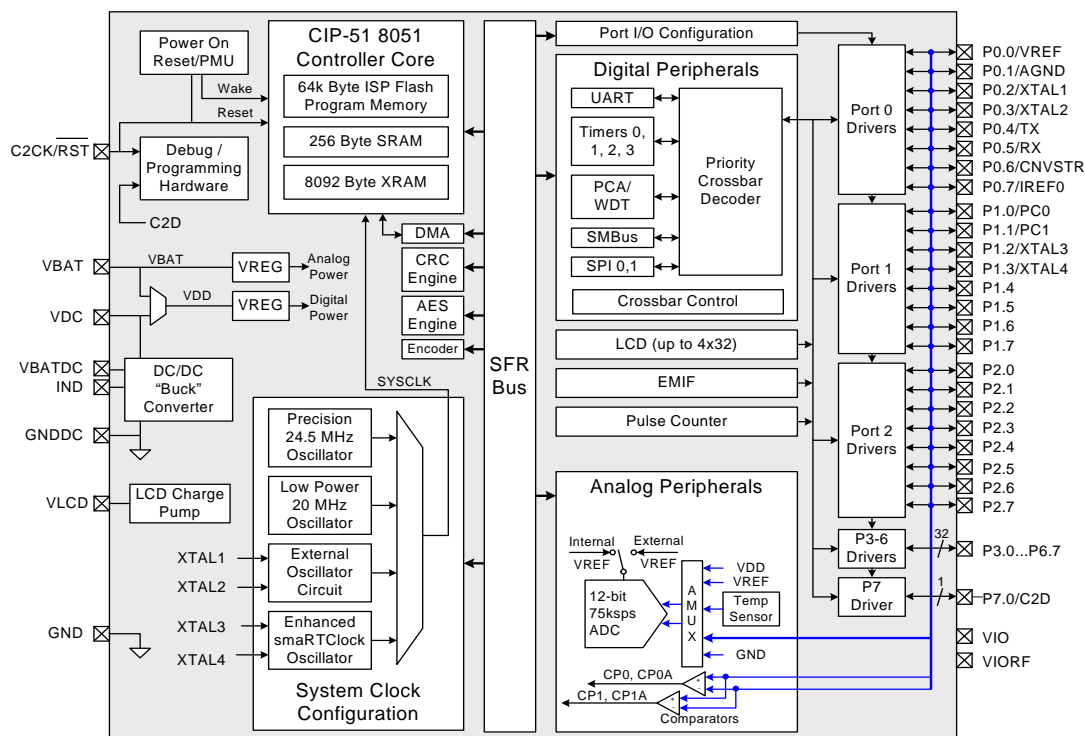 Power On
Reset/PMU
Wake
Reset
C2CK/RST
Debug /
Programming
Hardware
C2D
CIP-51 8051
Controller Core
64k Byte ISP Flash
Program Memory
256 Byte SRAM
8092 Byte XRAM
DMA
CRC
Engine
AES
Engine
Encoder
SYSCLK
VBAT
VBAT
VREG
Analog
Power
VDC
VDD
VREG
Digital
Power
VBATDC
IND
DC/DC
“Buck”
Converter
GNDDC
VLCD
LCD Charge
Pump
Precision
24.5 MHz
Oscillator
Low Power
20 MHz
Oscillator
XTAL1
XTAL2
External
Oscillator
Circuit
XTAL3
XTAL4
Enhanced
smaRTClock
Oscillator
GND
System Clock
Configuration
SFR
Bus
Port I/O Configuration
Digital Peripherals
UART
Timers 0,
1, 2, 3
PCA/
WDT
SMBus
SPI 0,1
Priority
Crossbar
Decoder
Crossbar Control
LCD (up to 4x32)
EMIF
Pulse Counter
Analog Peripherals
Internal
VREF
External
VREF
12-bit
75ksps
ADC
A
M
U
X
VDD
VREF
Temp
Sensor
GND
CP0, CP0A
+
-
CP1, CP1A
+
-
Comparators
Port 0
Drivers
Port 1
Drivers
Port 2
Drivers
P3-6
Drivers
P7
Driver
32
1
P0.0/VREF
P0.1/AGND
P0.2/XTAL1
P0.3/XTAL2
P0.4/TX
P0.5/RX
P0.6/CNVSTR
P0.7/IREF0
P1.0/PC0
P1.1/PC1
P1.2/XTAL3
P1.3/XTAL4
P1.4
P1.5
P1.6
P1.7
P2.0
P2.1
P2.2
P2.3
P2.4
P2.5
P2.6
P2.7
P3.0...P6.7
P7.0/C2D
VIO
VIORF